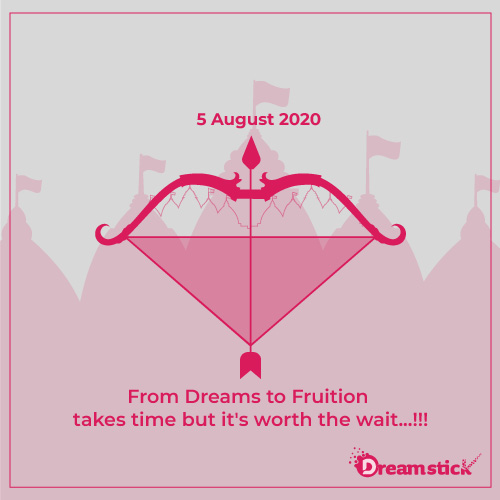 5 August 2020
From Dreams to Fruition
takes time but it's worth the wait...!!!
Dreamstick